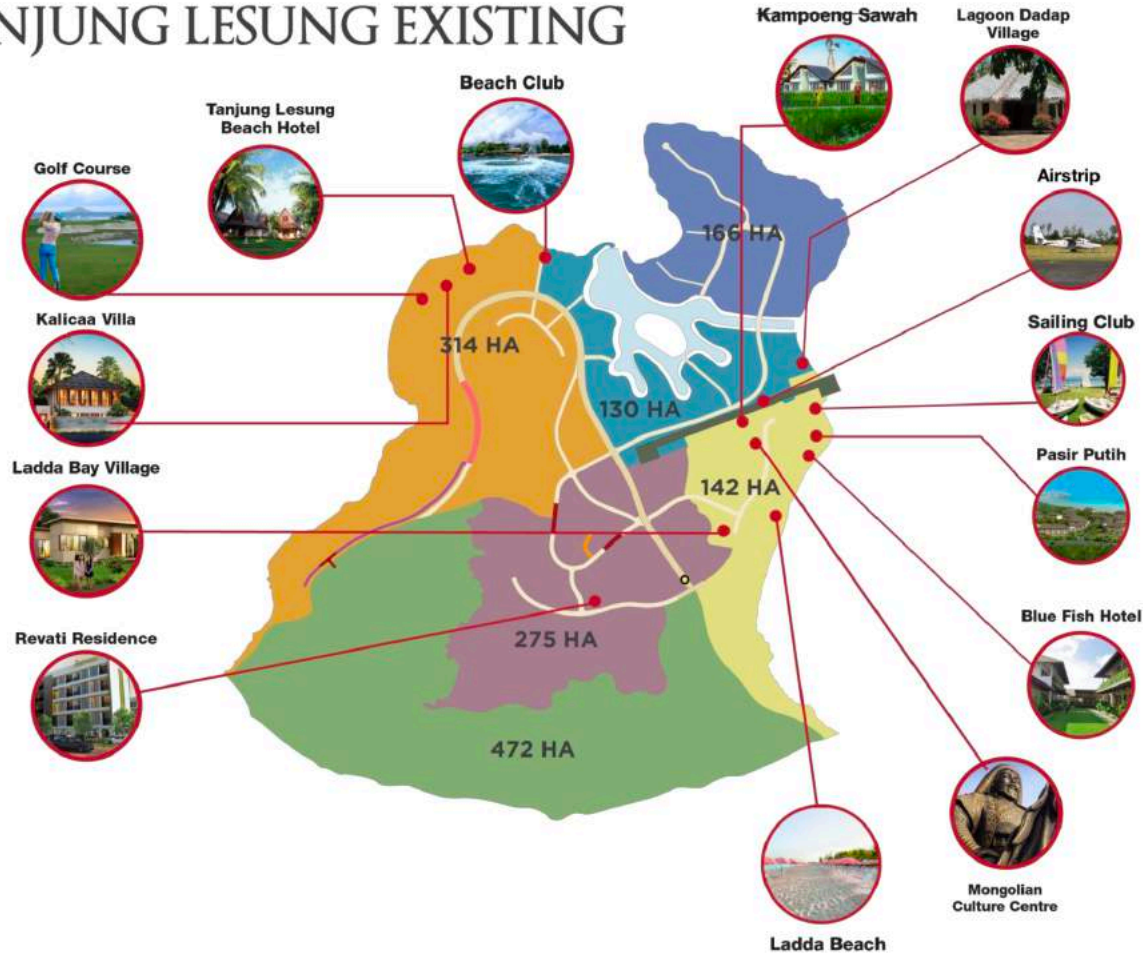 NJUNG LESUNG EXISTING
Kampoeng Sawah
Lagoon Dadap
Village
Beach Club
Tanjung Lesung
Beach Hotel
Golf Course
Airstrip
166 HA
Kalicaa Villa
314 HA
Sailing Club
130 HA
Ladda Bay Village
Pasir Putih
142 HA
Revati Residence
275 HA
Blue Fish Hotel
472 HA
Mongolian
Culture Centre
Ladda Beach